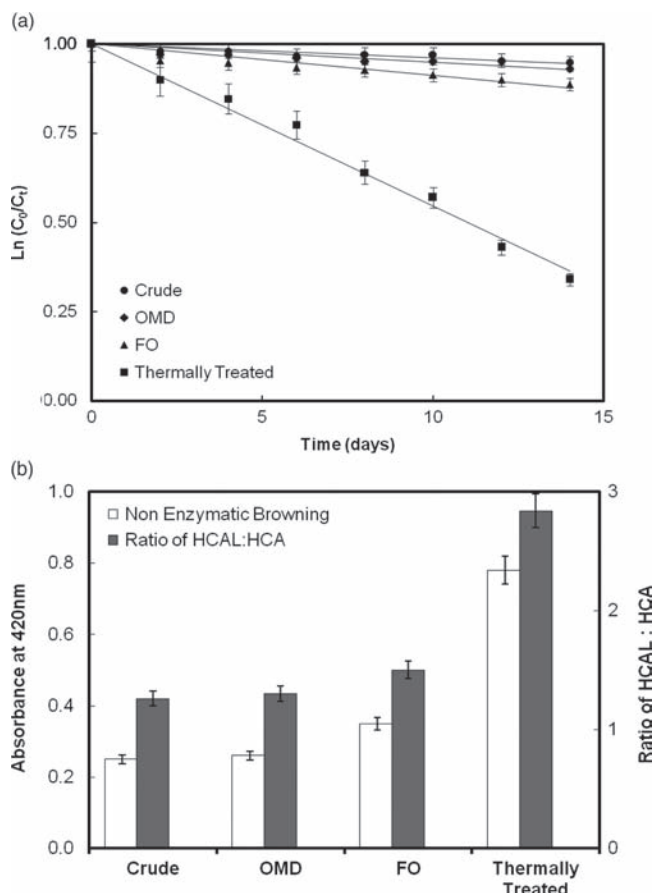 (a)
1.00
0.75
0.50
0.25
0.00
Ln (C₀/Cₜ)
Crude
OMD
FO
Thermally Treated
0
5
10
15
Time (days)
(b)
1.0
0.8
0.6
0.4
0.2
0.0
Absorbance at 420nm
Non Enzymatic Browning
Ratio of HCAL:HCA
3
2
1
0
Ratio of HCAL : HCA
Crude
OMD
FO
Thermally
Treated